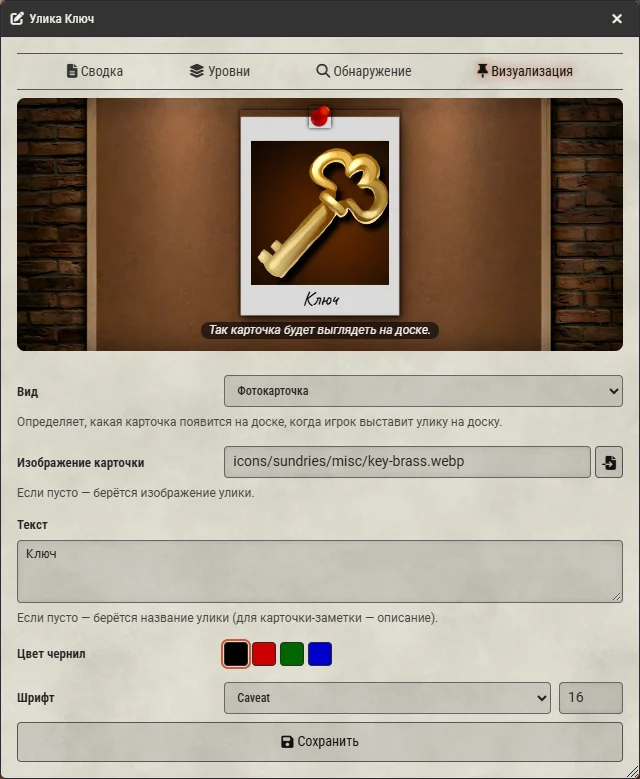 Улика Ключ
Сводка
Уровни
Обнаружение
Визуализация
Ключ
Так карточка будет выглядеть на доске.
Вид
Фотокарточка
Определяет, какая карточка появится на доске, когда игрок выставит улику на доску.
Изображение карточки
icons/sundries/misc/key-brass.webp
Если пусто — берётся изображение улики.
Текст
Ключ
Если пусто — берётся название улики (для карточки-заметки — описание).
Цвет чернил
Шрифт
Caveat
16
Сохранить